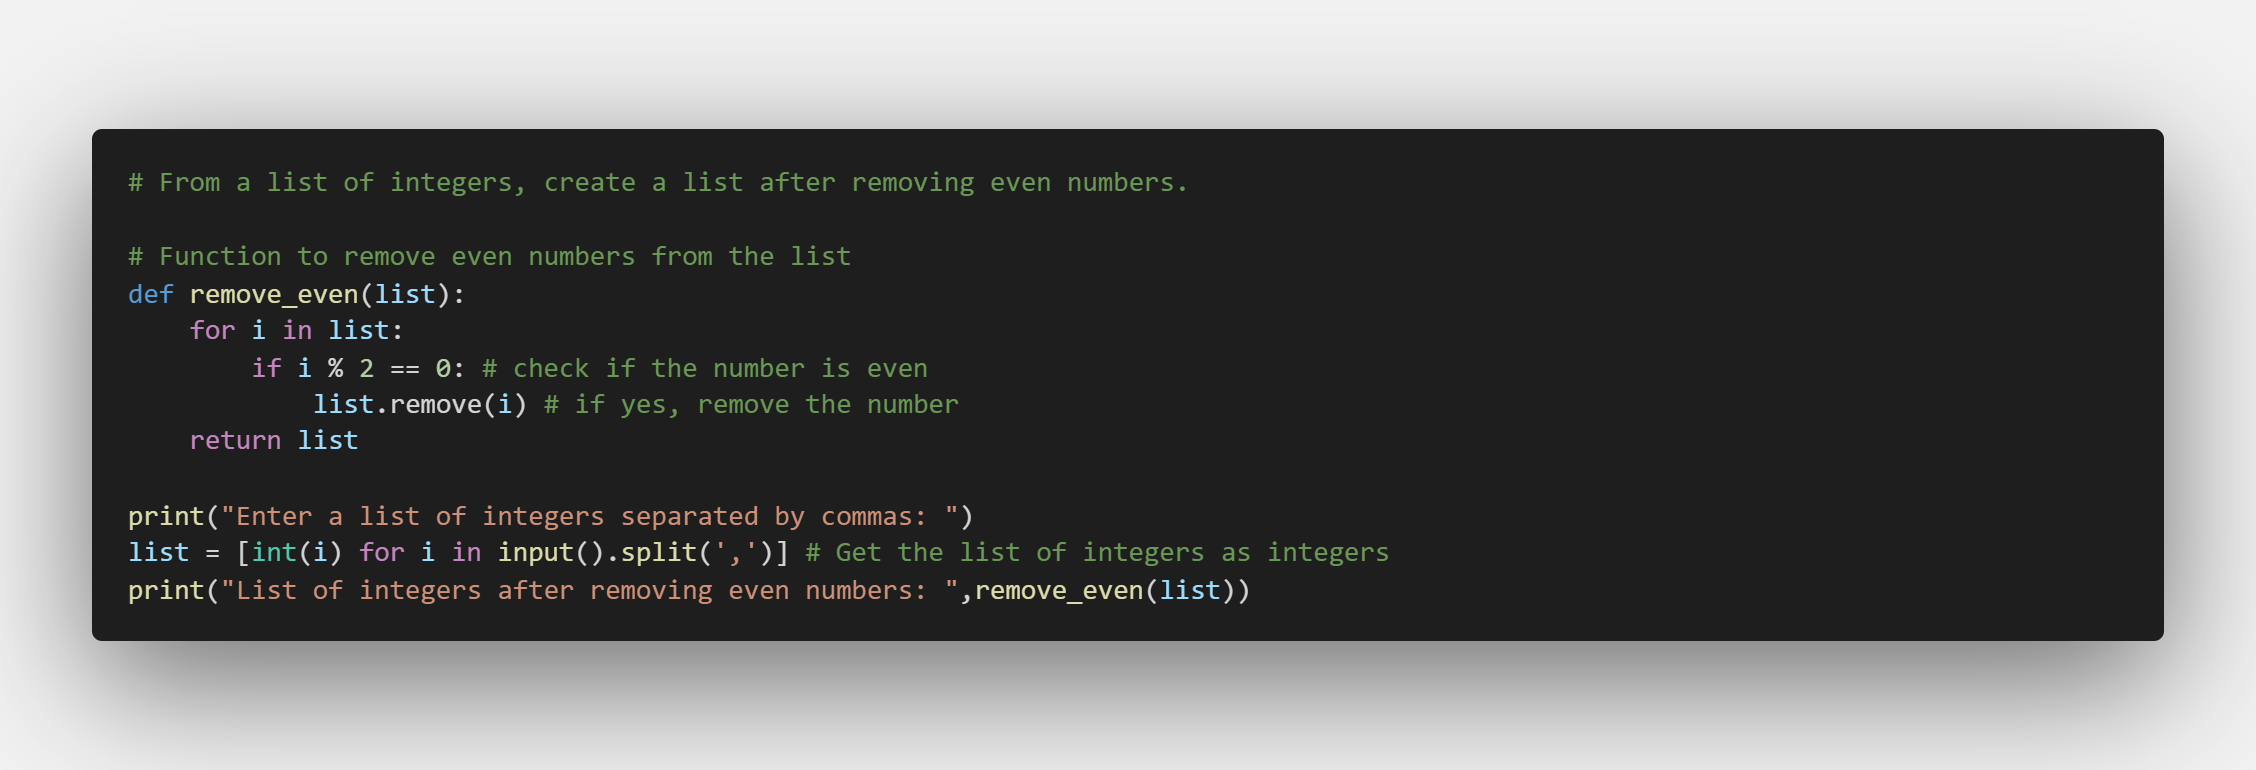 # From a list of integers, create a list after removing even numbers.
# Function to remove even numbers from the list
def remove_even(list):
    for i in list:
        if i % 2 == 0: # check if the number is even
            list.remove(i) # if yes, remove the number
    return list
print("Enter a list of integers separated by commas: ")
list = [int(i) for i in input().split(',')] # Get the list of integers as integers
print("List of integers after removing even numbers: ",remove_even(list))